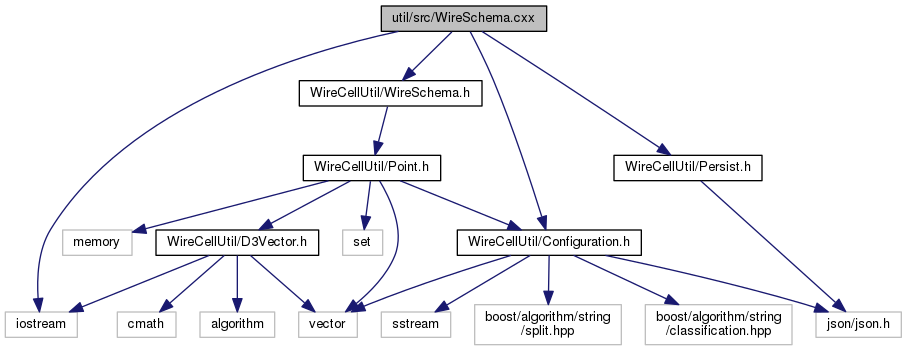 util/src/WireSchema.cxx
WireCellUtil/WireSchema.h
WireCellUtil/Point.h
WireCellUtil/Persist.h
memory
WireCellUtil/D3Vector.h
set
WireCellUtil/Configuration.h
iostream
cmath
algorithm
vector
sstream
boost/algorithm/string
/split.hpp
boost/algorithm/string
/classification.hpp
json/json.h